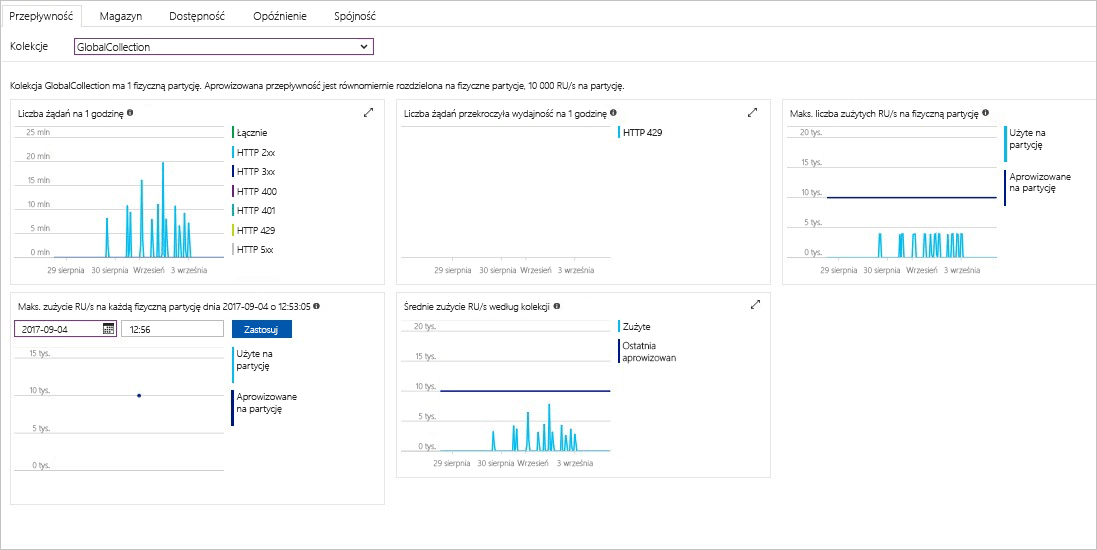 Przepływność Magazyn Dostępność Opóźnienie Spójność
Kolekcje GlobalCollection
Kolekcja GlobalCollection ma 1 fizyczną partycję. Aprowizowana przepływność jest równomiernie rozdzielona na fizyczne partycje, 10 000 RU/s na partycję.
Liczba żądań na 1 godzinę
25 mln
20 mln
15 mln
10 mln
5 mln
0 mln
29 sierpnia 30 sierpnia Wrzesień 3 września
Łącznie
HTTP 2xx
HTTP 3xx
HTTP 400
HTTP 401
HTTP 429
HTTP 5xx
Liczba żądań przekroczyła wydajność na 1 godzinę
HTTP 429
29 sierpnia 30 sierpnia Wrzesień 3 września
Maks. liczba zużytych RU/s na fizyczną partycję
20 tys.
15 tys.
10 tys.
5 tys.
0 tys.
29 sierpnia 30 sierpnia Wrzesień 3 września
Użyte na
partycję
Aprowizowane
na partycję
Maks. zużycie RU/s na każdą fizyczną partycję dnia 2017-09-04 o 12:53:05
2017-09-04 12:56 Zastosuj
15 tys.
10 tys.
5 tys.
0 tys.
Użyte na
partycję
Aprowizowane
na partycję
Średnie zużycie RU/s według kolekcji
20 tys.
15 tys.
10 tys.
5 tys.
0 tys.
29 sierpnia 30 sierpnia Wrzesień 3 września
Zużyte
Ostatnia
aprowizowan